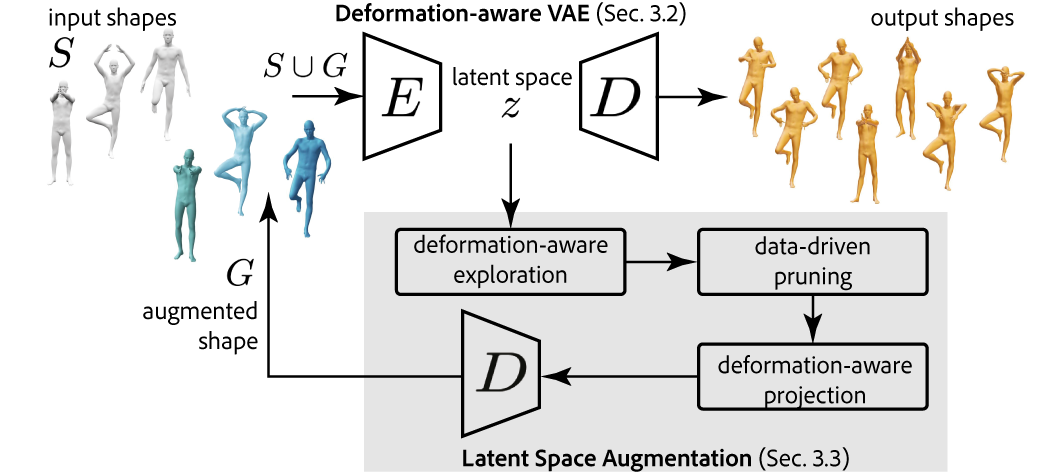 Deformation-aware VAE (Sec. 3.2)
input shapes
S
output shapes
S ∪ G
E
latent space
z
D
deformation-aware
exploration
data-driven
pruning
G
augmented
shape
D
deformation-aware
projection
Latent Space Augmentation (Sec. 3.3)